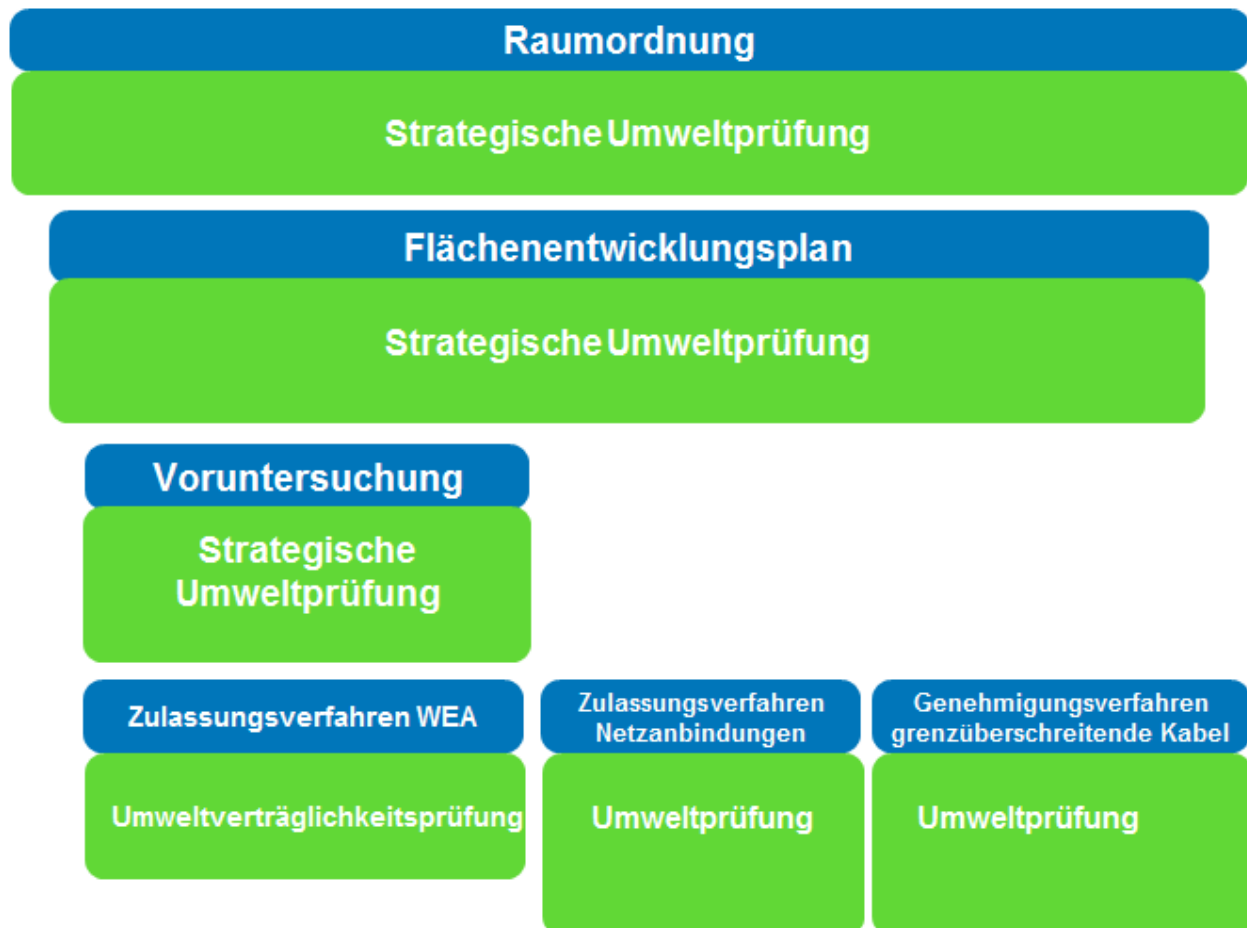 Raumordnung
Strategische Umweltprüfung
Flächenentwicklungsplan
Strategische Umweltprüfung
Voruntersuchung
Strategische
Umweltprüfung
Zulassungsverfahren WEA
Umweltverträglichkeitsprüfung
Zulassungsverfahren
Netzanbindungen
Umweltprüfung
Genehmigungsverfahren
grenzüberschreitende Kabel
Umweltprüfung